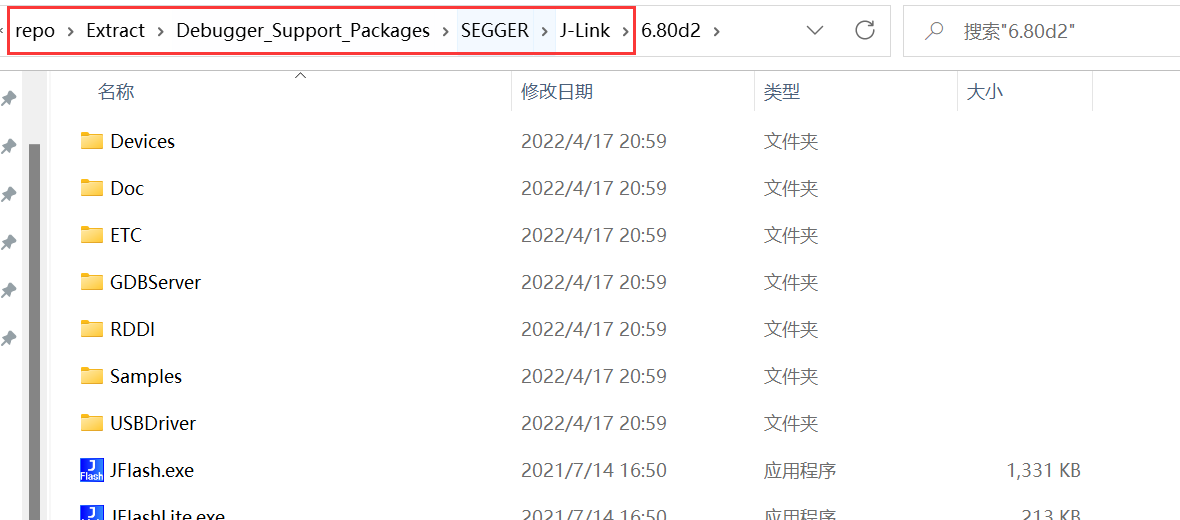 repo > Extract > Debugger_Support_Packages > SEGGER > J-Link > 6.80d2 > 搜索"6.80d2"
名称 修改日期 类型 大小
Devices 2022/4/17 20:59 文件夹
Doc 2022/4/17 20:59 文件夹
ETC 2022/4/17 20:59 文件夹
GDBServer 2022/4/17 20:59 文件夹
RDDI 2022/4/17 20:59 文件夹
Samples 2022/4/17 20:59 文件夹
USBDriver 2022/4/17 20:59 文件夹
J Flash JFlash.exe 2021/7/14 16:50 应用程序 1,331 KB
JFlashLite.exe 2021/7/14 16:50 应用程序 213 KB